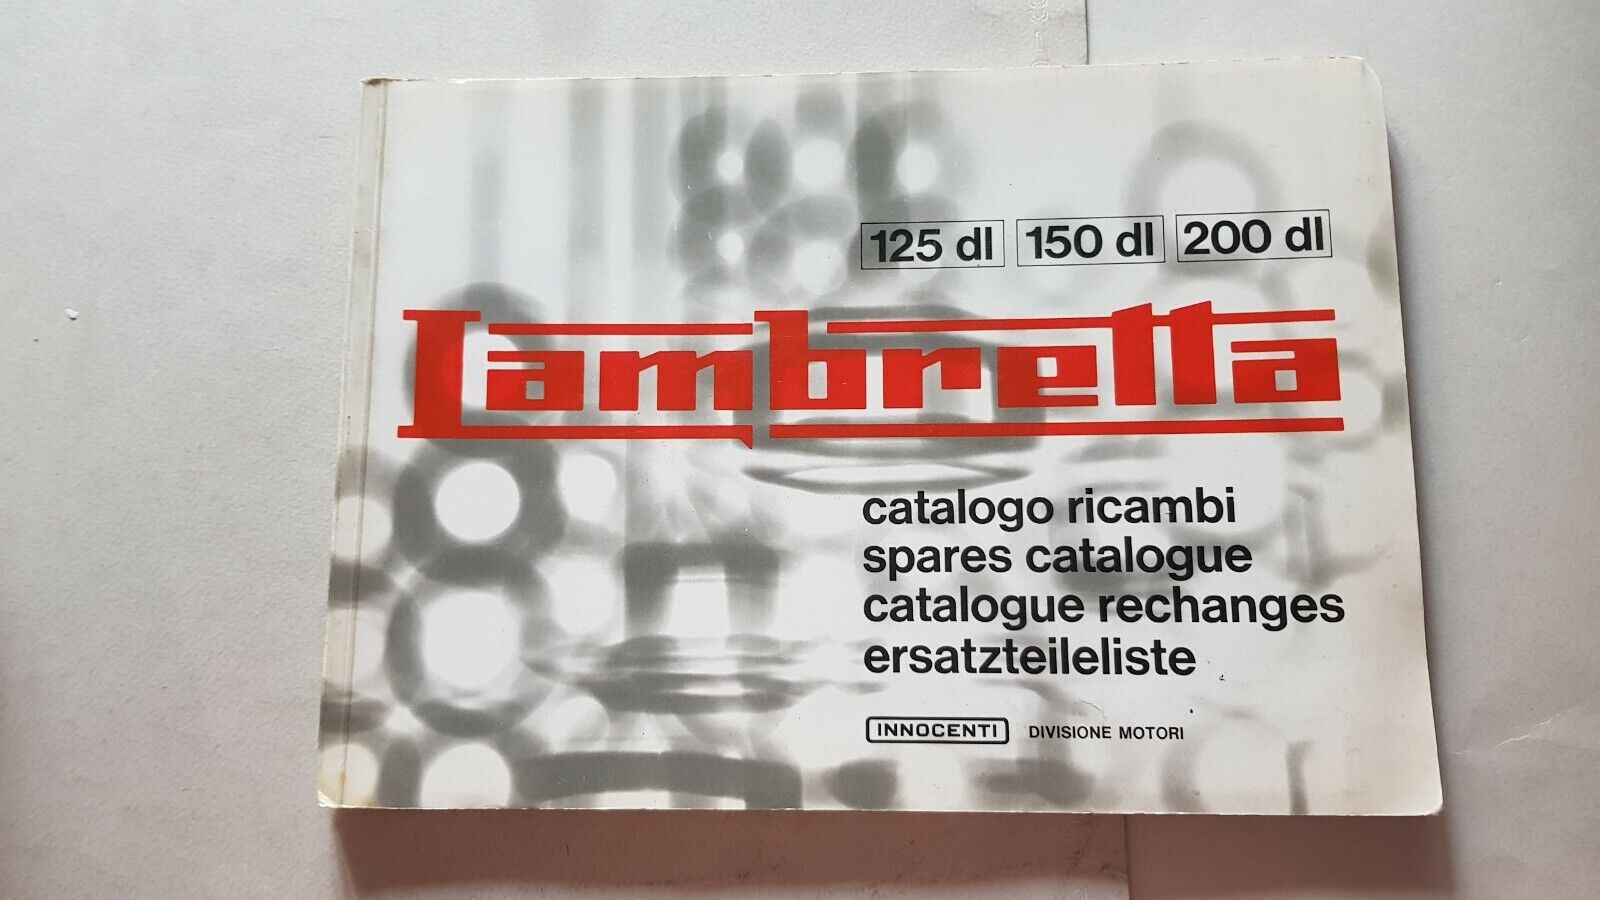 125 dl 150 dl 200 dl
Lambretta
catalogo ricambi
spares catalogue
catalogue rechanges
ersatzteileliste
INNOCENTI DIVISIONE MOTORI